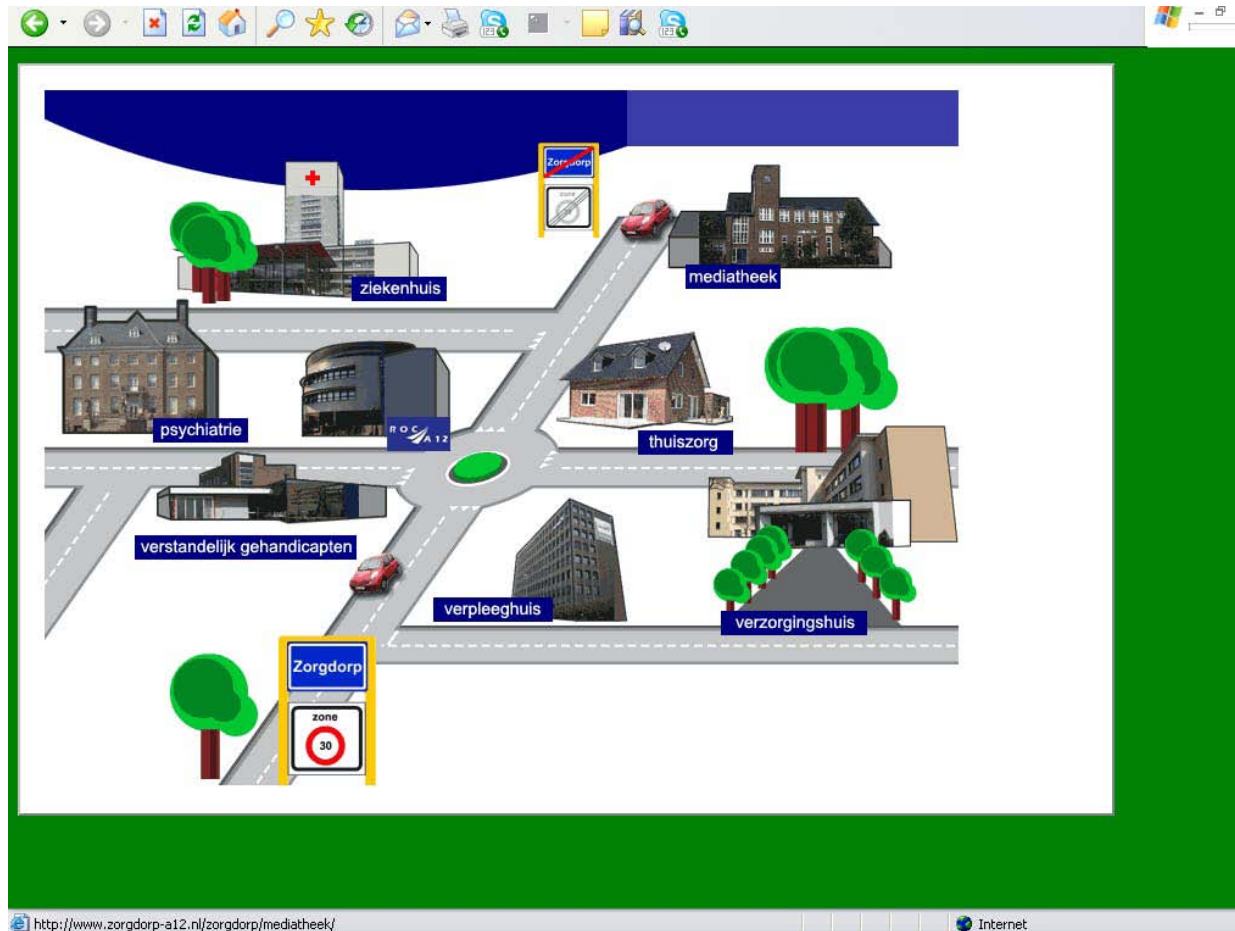 Zorgdorp
zone
mediatheek
ziekenhuis
psychiatrie
ROC
A12
thuiszorg
verstandelijk gehandicapten
verpleeghuis
verzorgingshuis
Zorgdorp
zone
30
http://www.zorgdorp-a12.nl/zorgdorp/mediatheek/
Internet